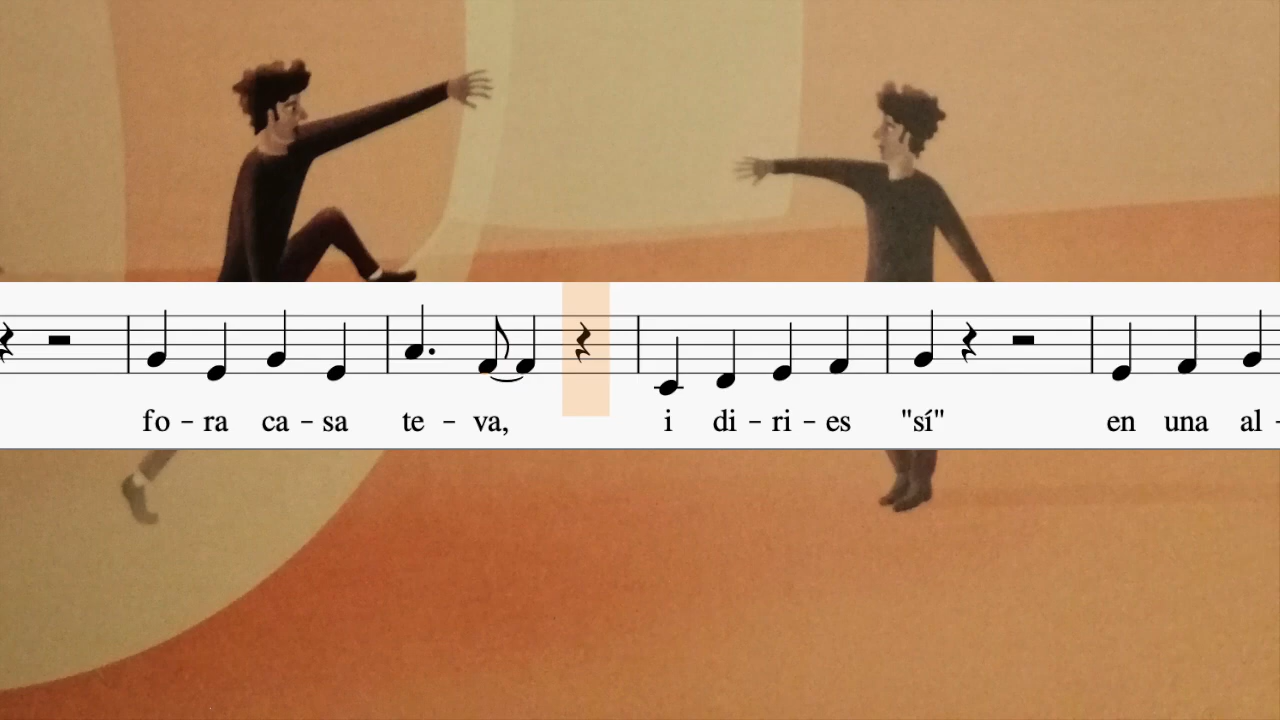 fo - ra ca - sa te - va, i di - ri - es "sí" en una al -